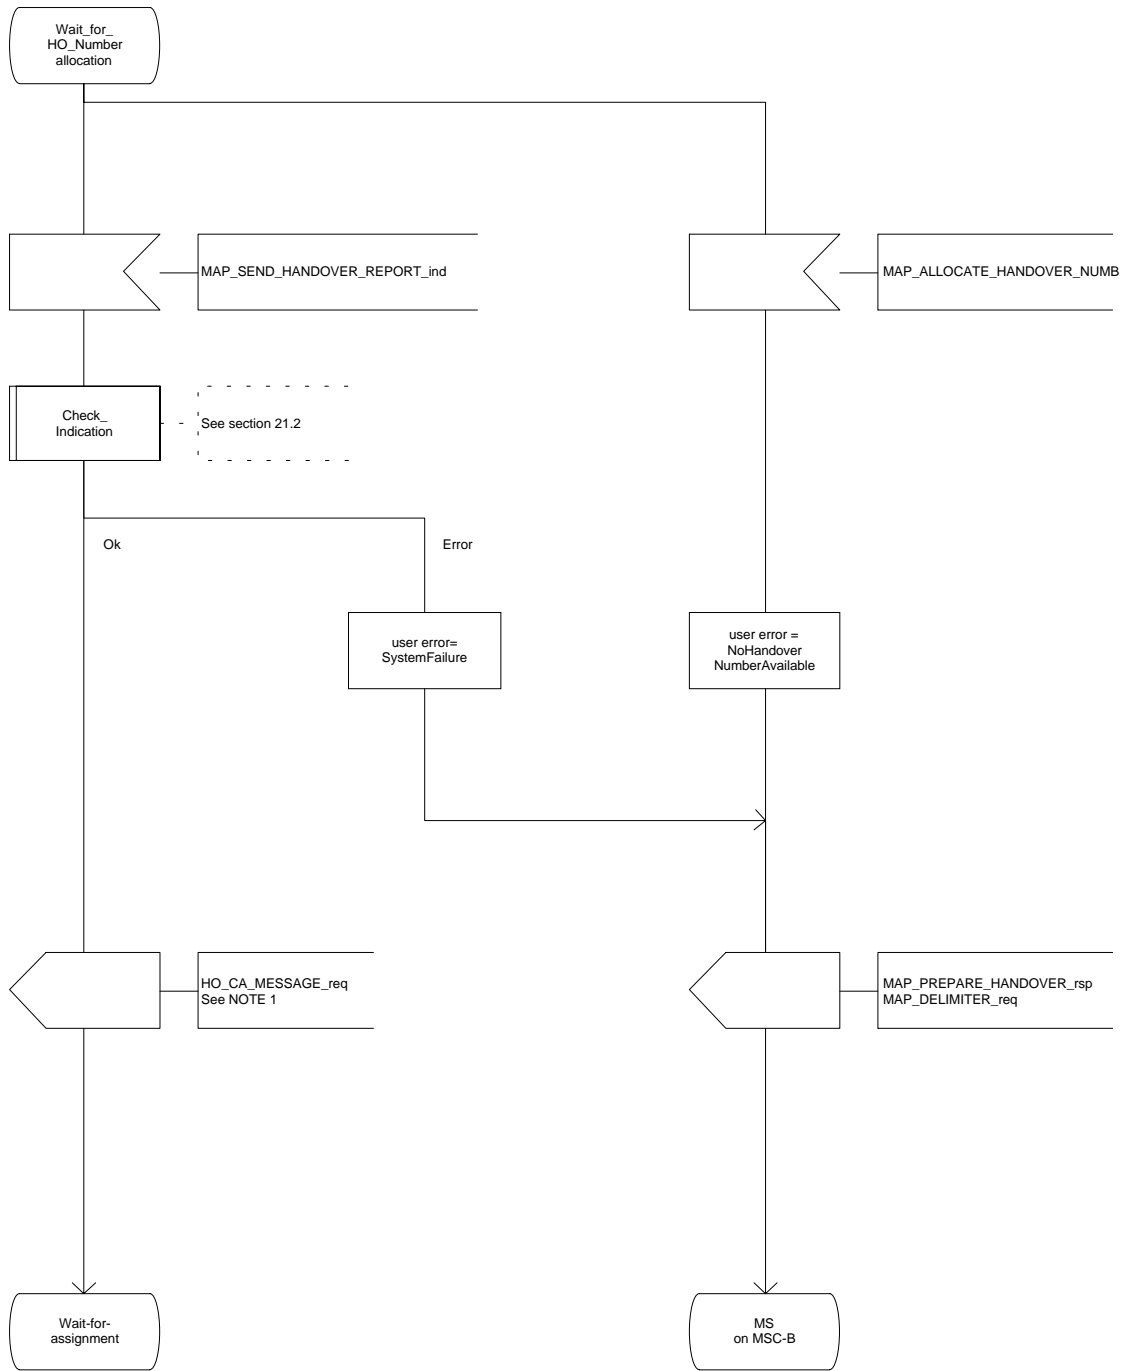 Wait_for_
HO_Number
allocation
MAP_SEND_HANDOVER_REPORT_ind
MAP_ALLOCATE_HANDOVER_NUMB
Check_
Indication
See section 21.2
Ok
Error
user error=
SystemFailure
user error =
NoHandover
NumberAvailable
HO_CA_MESSAGE_req
See NOTE 1
MAP_PREPARE_HANDOVER_rsp
MAP_DELIMITER_req
Wait-for-
assignment
MS
on MSC-B